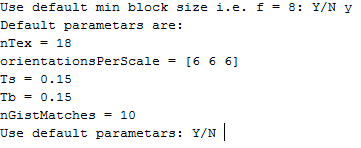 Use default min block size i.e. f = 8: Y/N y
Default parametars are:
nTex = 18
orientationsPerScale = [6 6 6]
Ts = 0.15
Tb = 0.15
nGistMatches = 10
Use default parametars: Y/N